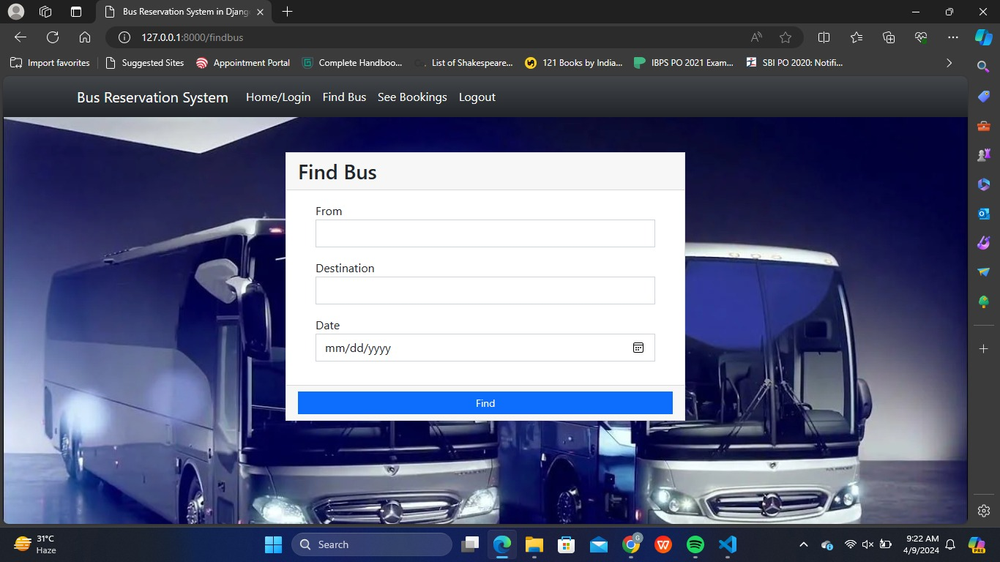 Bus Reservation System in Djang
127.0.0.1:8000/findbus
Import favorites
Suggested Sites
Appointment Portal
Complete Handboo...
List of Shakespeare...
121 Books by India...
IBPS PO 2021 Exam...
SBI PO 2020: Notifi...
Bus Reservation System
Home/Login
Find Bus
See Bookings
Logout
Find Bus
From
Destination
Date
mm/dd/yyyy
Find
31°C
Haze
Search
G
9:22 AM
4/9/2024
PRE